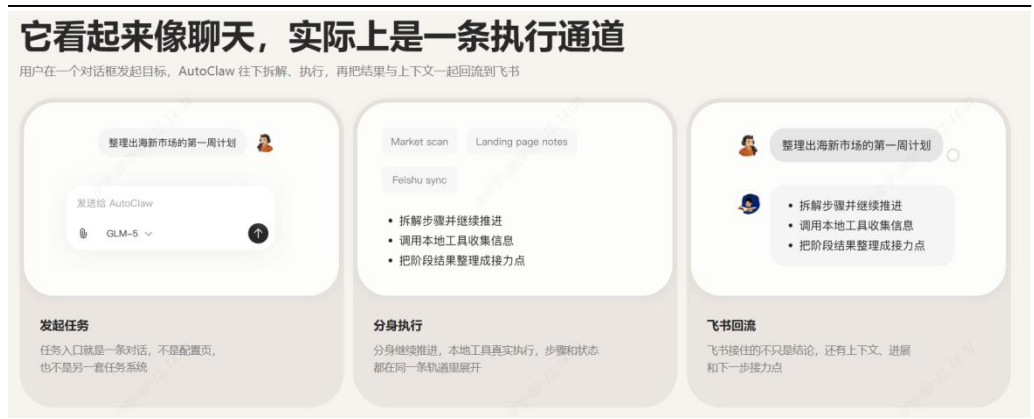 它看起来像聊天，实际上是一条执行通道
用户在一个对话框发起目标，AutoClaw 往下拆解、执行，再把结果与上下文一起回流到飞书
整理出海新市场的第一周计划
发送给 AutoClaw
GLM-5
发起任务
任务入口就是一条对话，不是配置页，
也不是另一套任务系统
Market scan
Landing page notes
Feishu sync
• 拆解步骤并继续推进
• 调用本地工具收集信息
• 把阶段结果整理成接力点
分身执行
分身继续推进，本地工具真实执行，步骤和状态
都在同一条轨道里展开
整理出海新市场的第一周计划
• 拆解步骤并继续推进
• 调用本地工具收集信息
• 把阶段结果整理成接力点
飞书回流
飞书接住的不只是结论，还有上下文、进展
和下一步接力点